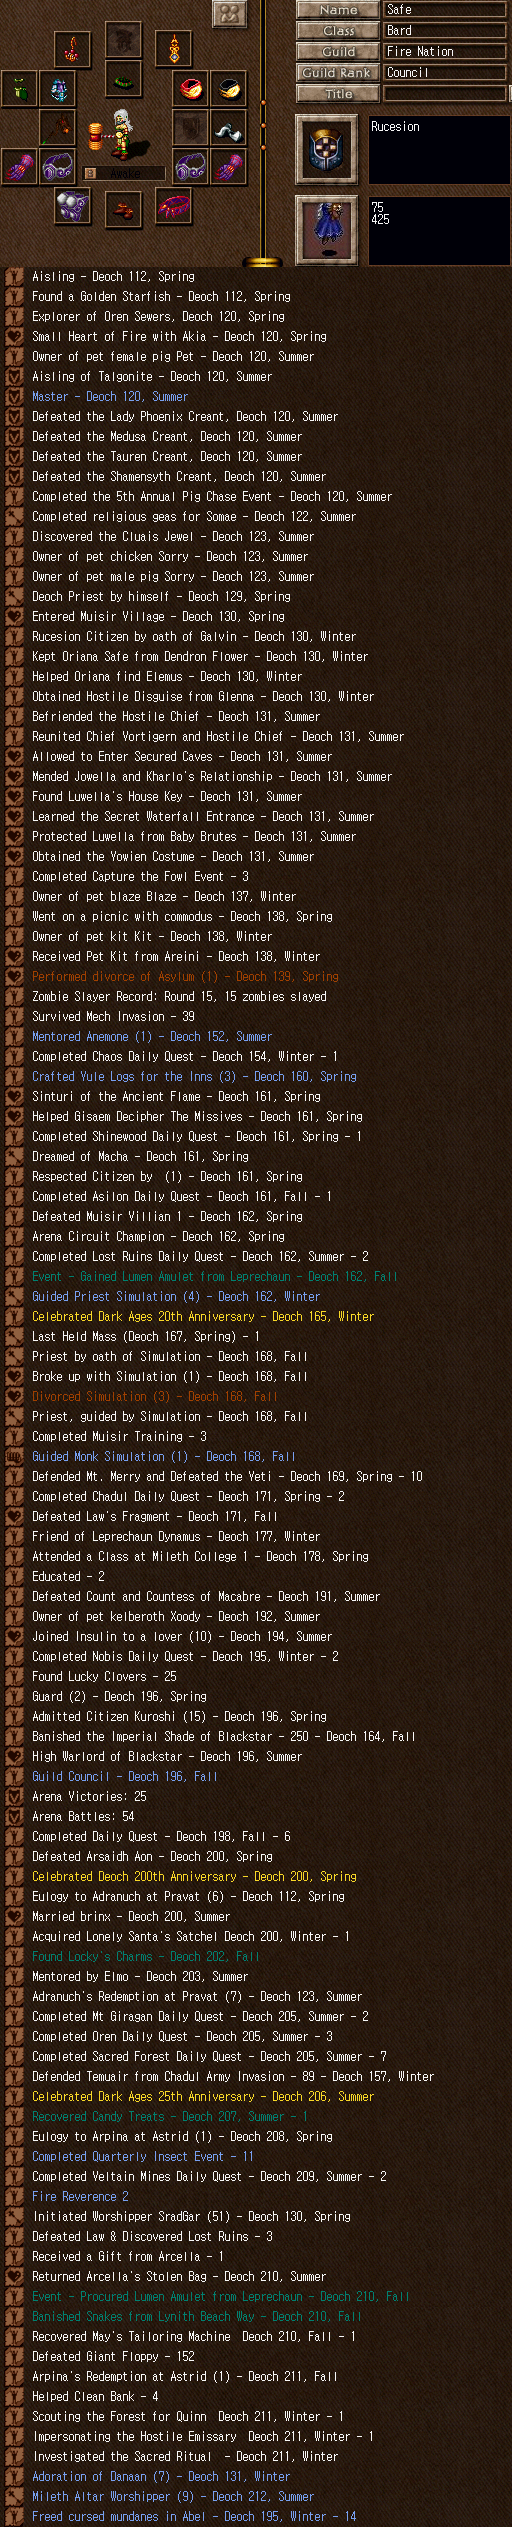 Name Safe
Class Bard
Guild Fire Nation
Guild Rank Council
Title
Rucesion
75
425
Awake
Aisling - Deoch 112, Spring
Found a Golden Starfish - Deoch 112, Spring
Explorer of Oren Sewers, Deoch 120, Spring
Small Heart of Fire with Akia - Deoch 120, Spring
Owner of pet female pig Pet - Deoch 120, Summer
Aisling of Talgonite - Deoch 120, Summer
Master - Deoch 120, Summer
Defeated the Lady Phoenix Creant, Deoch 120, Summer
Defeated the Medusa Creant, Deoch 120, Summer
Defeated the Tauren Creant, Deoch 120, Summer
Defeated the Shamensyth Creant, Deoch 120, Summer
Completed the 5th Annual Pig Chase Event - Deoch 120, Summer
Completed religious geas for Somae - Deoch 122, Summer
Discovered the Cluais Jewel - Deoch 123, Summer
Owner of pet chicken Sorry - Deoch 123, Summer
Owner of pet male pig Sorry - Deoch 123, Summer
Deoch Priest by himself - Deoch 129, Spring
Entered Muisir Village - Deoch 130, Spring
Rucesion Citizen by oath of Galvin - Deoch 130, Winter
Kept Oriana Safe from Dendron Flower - Deoch 130, Winter
Helped Oriana find Elemus - Deoch 130, Winter
Obtained Hostile Disguise from Glenna - Deoch 130, Winter
Befriended the Hostile Chief - Deoch 131, Summer
Reunited Chief Vortigern and Hostile Chief - Deoch 131, Summer
Allowed to Enter Secured Caves - Deoch 131, Summer
Mended Jowella and Kharlo's Relationship - Deoch 131, Summer
Found Luwella's House Key - Deoch 131, Summer
Learned the Secret Waterfall Entrance - Deoch 131, Summer
Protected Luwella from Baby Brutes - Deoch 131, Summer
Obtained the Yowien Costume - Deoch 131, Summer
Completed Capture the Fowl Event - 3
Owner of pet blaze Blaze - Deoch 137, Winter
Went on a picnic with commodus - Deoch 138, Spring
Owner of pet kit Kit - Deoch 138, Winter
Received Pet Kit from Areini - Deoch 138, Winter
Performed divorce of Asylum (1) - Deoch 139, Spring
Zombie Slayer Record: Round 15, 15 zombies slayed
Survived Mech Invasion - 39
Mentored Anemone (1) - Deoch 152, Summer
Completed Chaos Daily Quest - Deoch 154, Winter - 1
Crafted Yule Logs for the Inns (3) - Deoch 160, Spring
Sinturi of the Ancient Flame - Deoch 161, Spring
Helped Gisaem Decipher The Missives - Deoch 161, Spring
Completed Shinewood Daily Quest - Deoch 161, Spring - 1
Dreamed of Macha - Deoch 161, Spring
Respected Citizen by  (1) - Deoch 161, Spring
Completed Asilon Daily Quest - Deoch 161, Fall - 1
Defeated Muisir Villian 1 - Deoch 162, Spring
Arena Circuit Champion - Deoch 162, Spring
Completed Lost Ruins Daily Quest - Deoch 162, Summer - 2
Event - Gained Lumen Amulet from Leprechaun - Deoch 162, Fall
Guided Priest Simulation (4) - Deoch 162, Winter
Celebrated Dark Ages 20th Anniversary - Deoch 165, Winter
Last Held Mass (Deoch 167, Spring) - 1
Priest by oath of Simulation - Deoch 168, Fall
Broke up with Simulation (1) - Deoch 168, Fall
Divorced Simulation (3) - Deoch 168, Fall
Priest, guided by Simulation - Deoch 168, Fall
Completed Muisir Training - 3
Guided Monk Simulation (1) - Deoch 168, Fall
Defended Mt. Merry and Defeated the Yeti - Deoch 169, Spring - 10
Completed Chadul Daily Quest - Deoch 171, Spring - 2
Defeated Law's Fragment - Deoch 171, Fall
Friend of Leprechaun Dynamus - Deoch 177, Winter
Attended a Class at Mileth College 1 - Deoch 178, Spring
Educated - 2
Defeated Count and Countess of Macabre - Deoch 191, Summer
Owner of pet kelberoth Xoody - Deoch 192, Summer
Joined Insulin to a lover (10) - Deoch 194, Summer
Completed Nobis Daily Quest - Deoch 195, Winter - 2
Found Lucky Clovers - 25
Guard (2) - Deoch 196, Spring
Admitted Citizen Kuroshi (15) - Deoch 196, Spring
Banished the Imperial Shade of Blackstar - 250 - Deoch 164, Fall
High Warlord of Blackstar - Deoch 196, Summer
Guild Council - Deoch 196, Fall
Arena Victories: 25
Arena Battles: 54
Completed Daily Quest - Deoch 198, Fall - 6
Defeated Arsaidh Aon - Deoch 200, Spring
Celebrated Deoch 200th Anniversary - Deoch 200, Spring
Eulogy to Adranuch at Pravat (6) - Deoch 112, Spring
Married brinx - Deoch 200, Summer
Acquired Lonely Santa's Satchel Deoch 200, Winter - 1
Found Locky's Charms - Deoch 202, Fall
Mentored by Elmo - Deoch 203, Summer
Adranuch's Redemption at Pravat (7) - Deoch 123, Summer
Completed Mt Giragan Daily Quest - Deoch 205, Summer - 2
Completed Oren Daily Quest - Deoch 205, Summer - 3
Completed Sacred Forest Daily Quest - Deoch 205, Summer - 7
Defended Temuair from Chadul Army Invasion - 89 - Deoch 157, Winter
Celebrated Dark Ages 25th Anniversary - Deoch 206, Summer
Recovered Candy Treats - Deoch 207, Summer - 1
Eulogy to Arpina at Astrid (1) - Deoch 208, Spring
Completed Quarterly Insect Event - 11
Completed Veltain Mines Daily Quest - Deoch 209, Summer - 2
Fire Reverence 2
Initiated Worshipper SradGar (51) - Deoch 130, Spring
Defeated Law & Discovered Lost Ruins - 3
Received a Gift from Arcella - 1
Returned Arcella's Stolen Bag - Deoch 210, Summer
Event - Procured Lumen Amulet from Leprechaun - Deoch 210, Fall
Banished Snakes from Lynith Beach Way - Deoch 210, Fall
Recovered May's Tailoring Machine  Deoch 210, Fall - 1
Defeated Giant Floppy - 152
Arpina's Redemption at Astrid (1) - Deoch 211, Fall
Helped Clean Bank - 4
Scouting the Forest for Quinn  Deoch 211, Winter - 1
Impersonating the Hostile Emissary  Deoch 211, Winter - 1
Investigated the Sacred Ritual  - Deoch 211, Winter
Adoration of Danaan (7) - Deoch 131, Winter
Mileth Altar Worshipper (9) - Deoch 212, Summer
Freed cursed mundanes in Abel - Deoch 195, Winter - 14